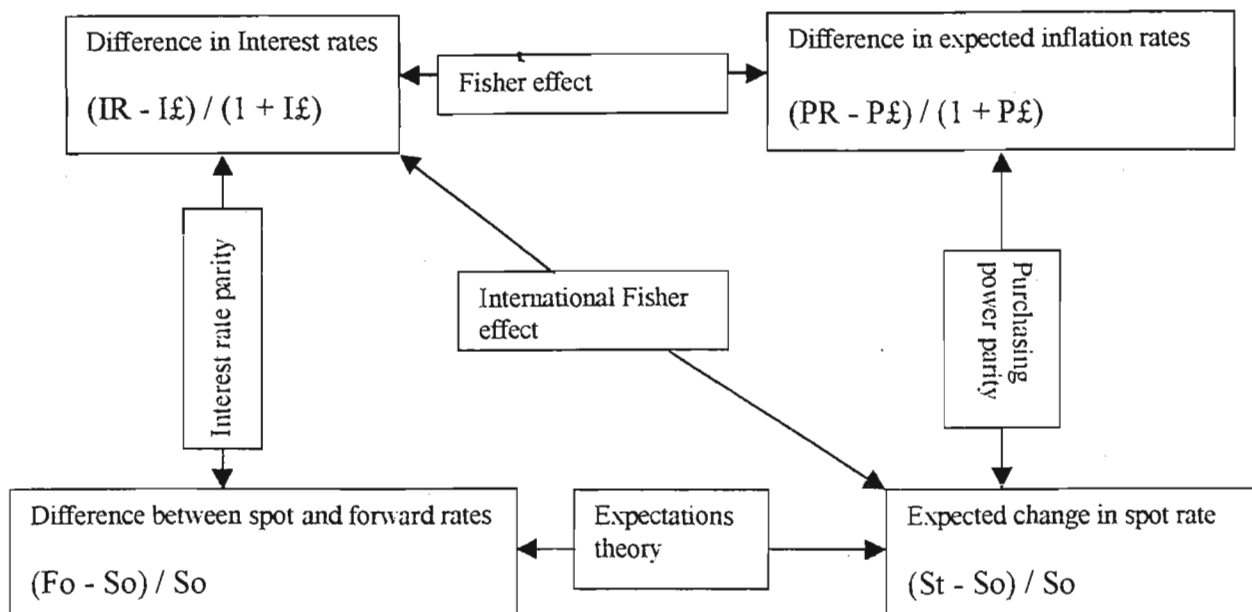 Difference in Interest rates
(IR - I£) / (1 + I£)
Fisher effect
Difference in expected inflation rates
(PR - P£) / (1 + P£)
Interest rate parity
International Fisher
effect
Purchasing
power parity
Difference between spot and forward rates
(Fo - So) / So
Expectations
theory
Expected change in spot rate
(St - So) / So